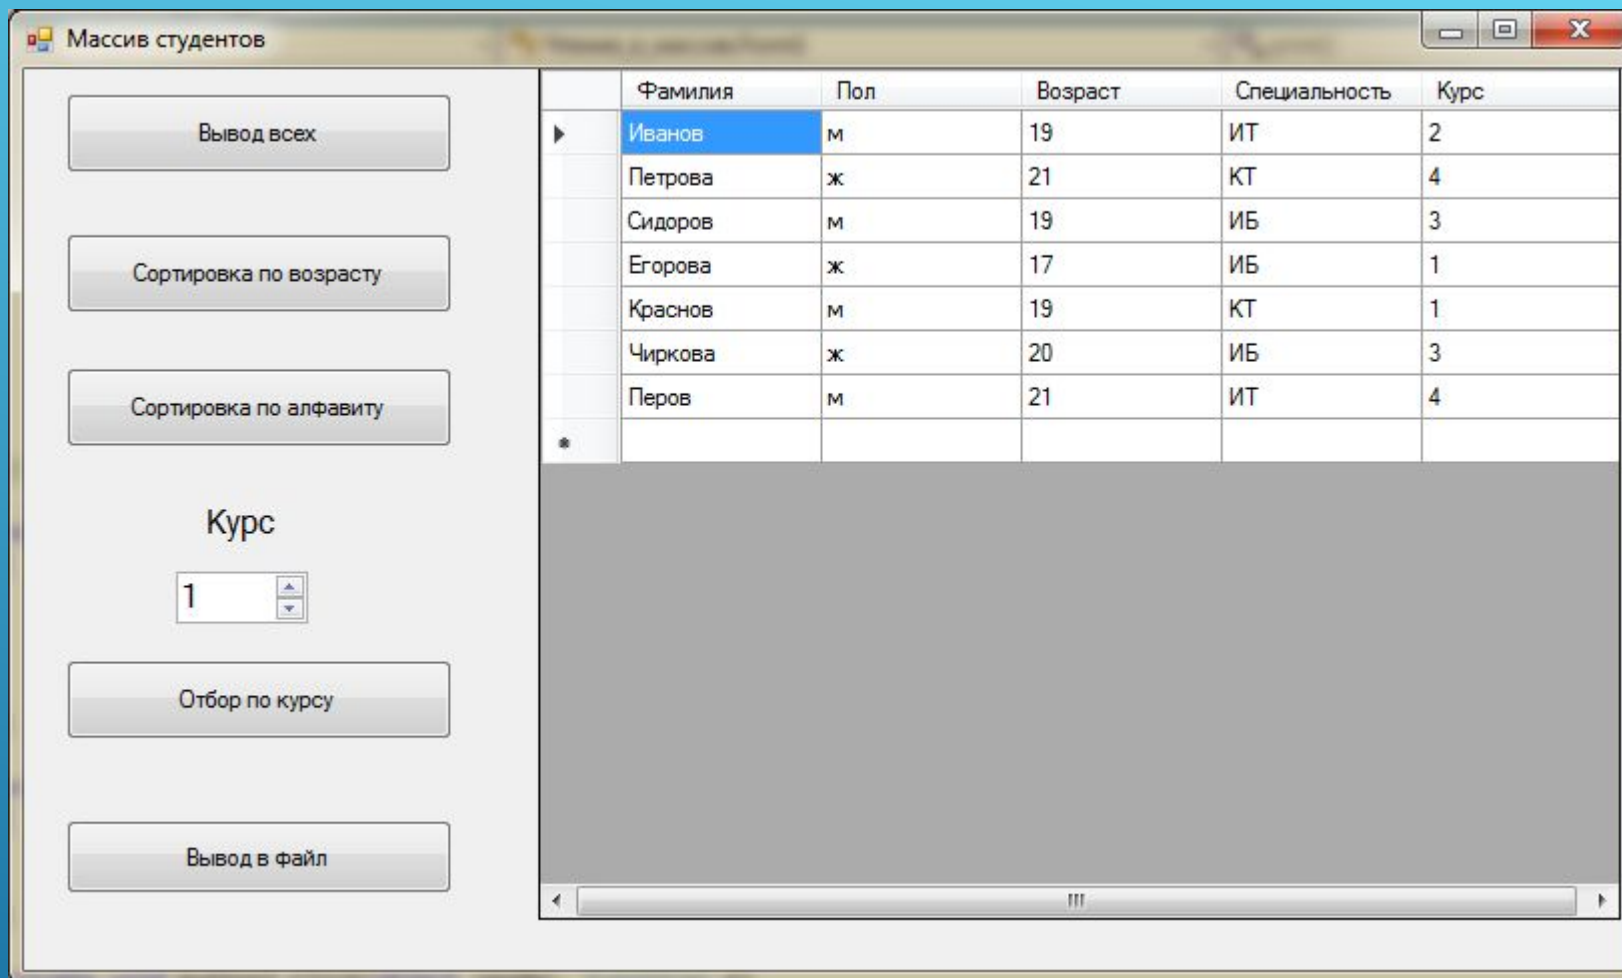 Массив студентов
Вывод всех
Сортировка по возрасту
Сортировка по алфавиту
Курс
1
Отбор по курсу
Вывод в файл
Фамилия Пол Возраст Специальность Курс
Иванов м 19 ИТ 2
Петрова ж 21 КТ 4
Сидоров м 19 ИБ 3
Егорова ж 17 ИБ 1
Краснов м 19 КТ 1
Чиркова ж 20 ИБ 3
Перов м 21 ИТ 4